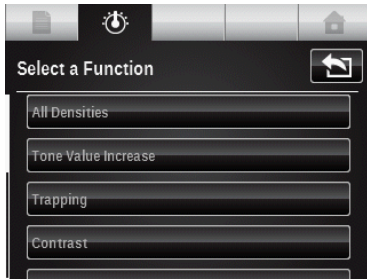 Select a Function
All Densities
Tone Value Increase
Trapping
Contrast